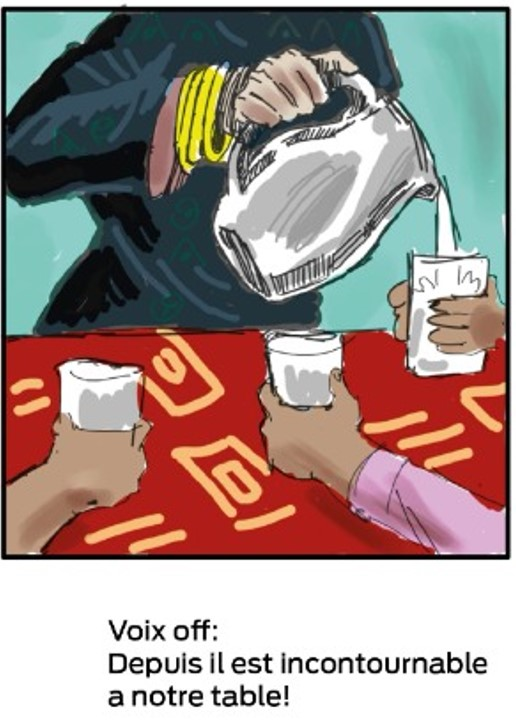 Voix off:
Depuis il est incontournable
a notre table!